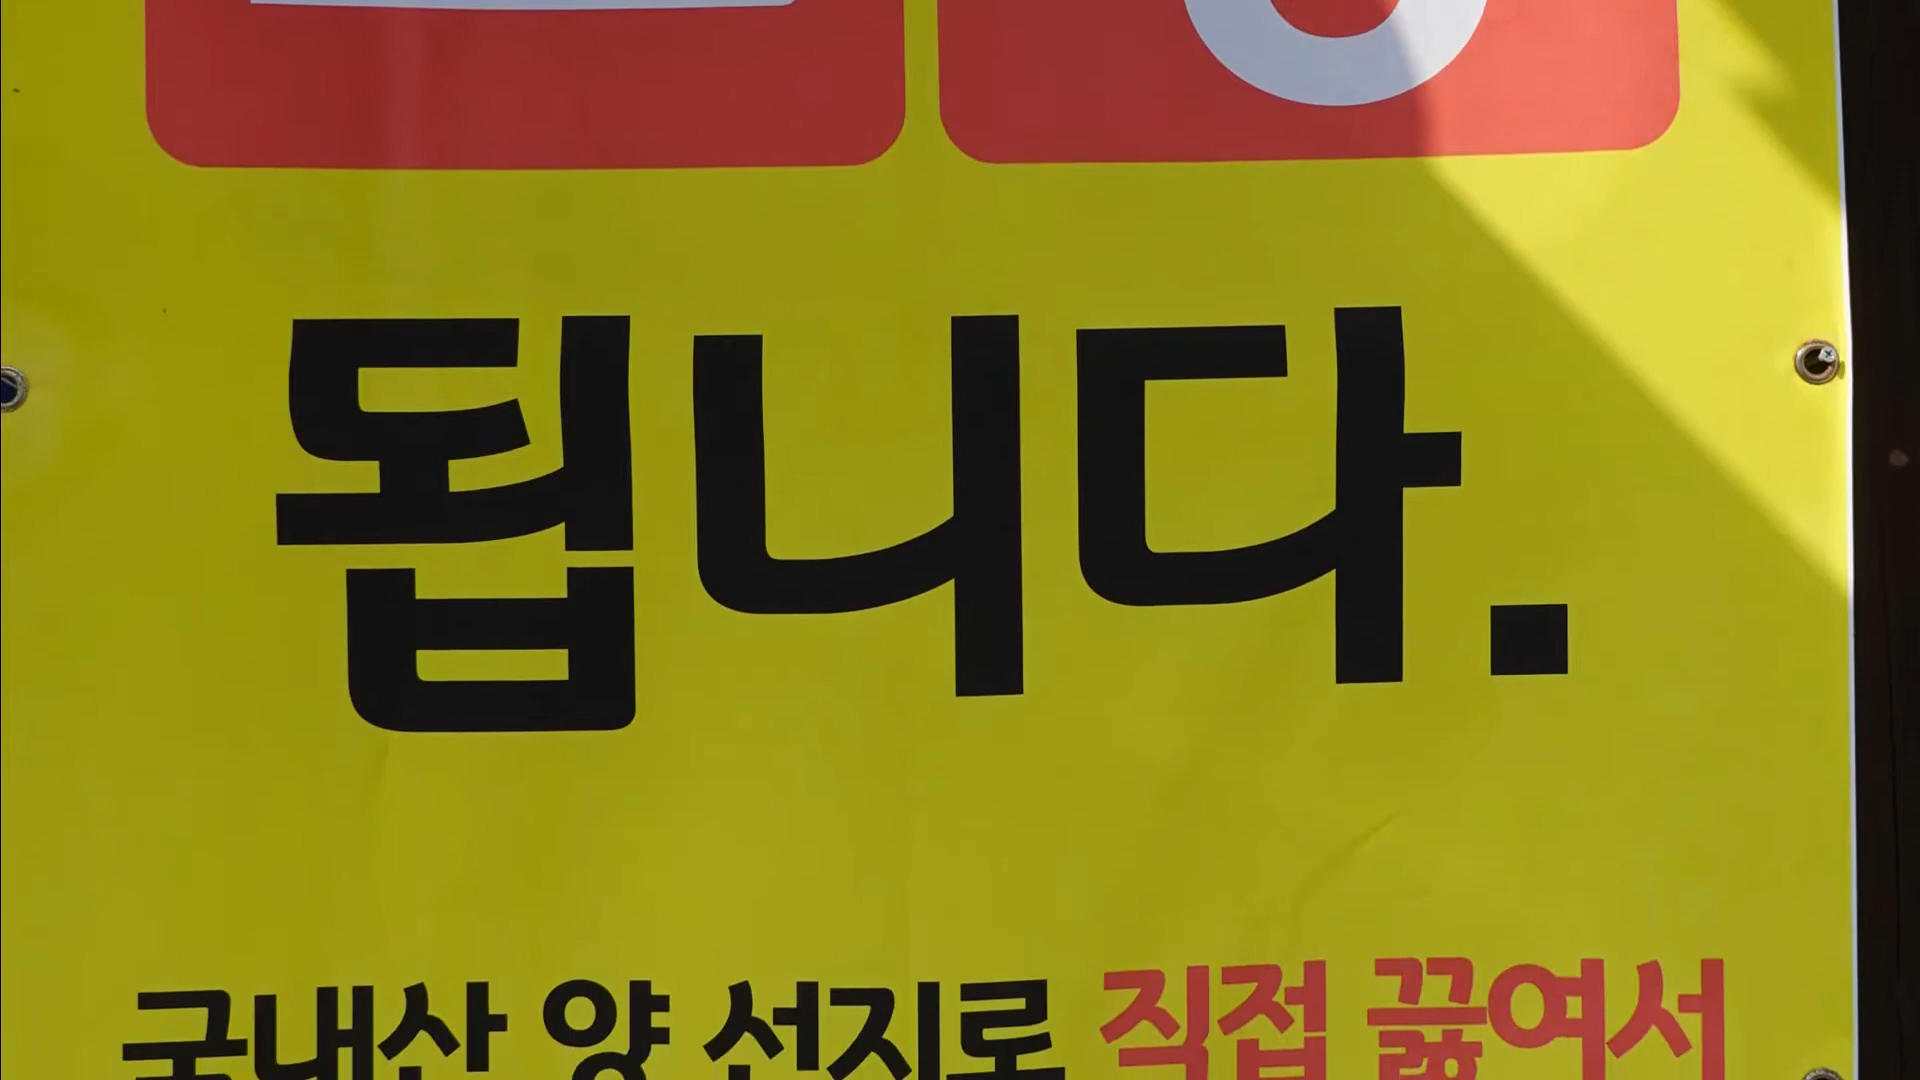 됩니다.
국내산 양 선지로 직접 끓여서